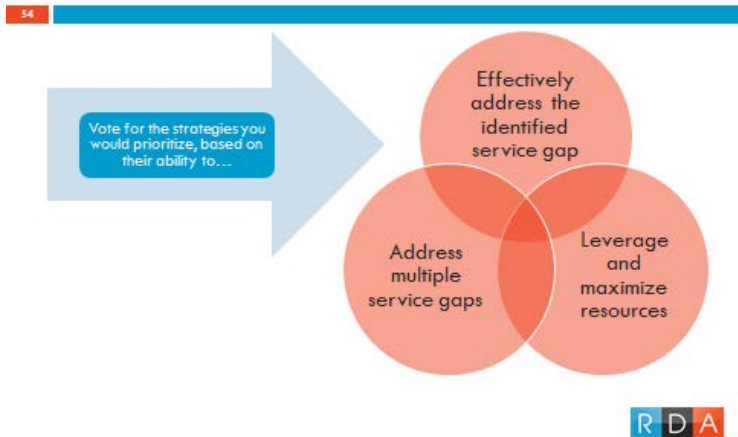 54
Vote for the strategies you
would prioritize, based on
their ability to...
Effectively
address the
identified
service gap
Address
multiple
service gaps
Leverage
and
maximize
resources
RDA